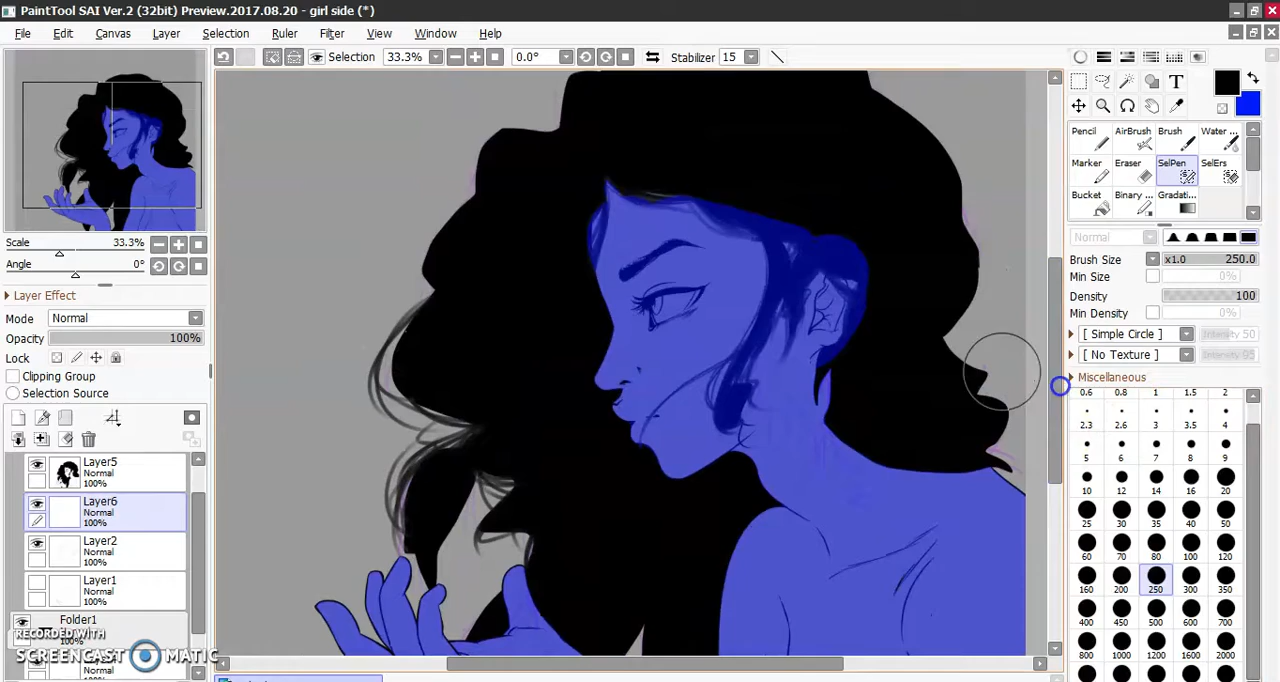 PaintTool SAI Ver.2 (32bit) Preview.2017.08.20 - girl side (*)
File Edit Canvas Layer Selection Ruler Filter View Window Help
Selection 33.3% 0.0° Stabilizer 15
T
Pencil AirBrush Brush Water ...
Marker Eraser SelPen SelErs
Bucket Binary ... Gradati...
Scale 33.3%
Angle 0°
Layer Effect
Mode Normal
Opacity 100%
Lock
Clipping Group
Selection Source
Layer5
Normal
100%
Layer6
Normal
100%
Layer2
Normal
100%
Layer1
Normal
100%
Folder1
100%
RECORDED WITH
SCREENCAST MATIC
Normal
Brush Size x1.0 250.0
Min Size 0%
Density 100
Min Density 0%
[ Simple Circle ] Intensity 50
[ No Texture ] Intensity 95
Miscellaneous
0.6 0.8 1 1.5 2
2.3 2.6 3 3.5 4
5 6 7 8 9
10 12 14 16 20
25 30 35 40 50
60 70 80 100 120
160 200 250 300 350
400 450 500 600 700
800 1000 1200 1600 2000